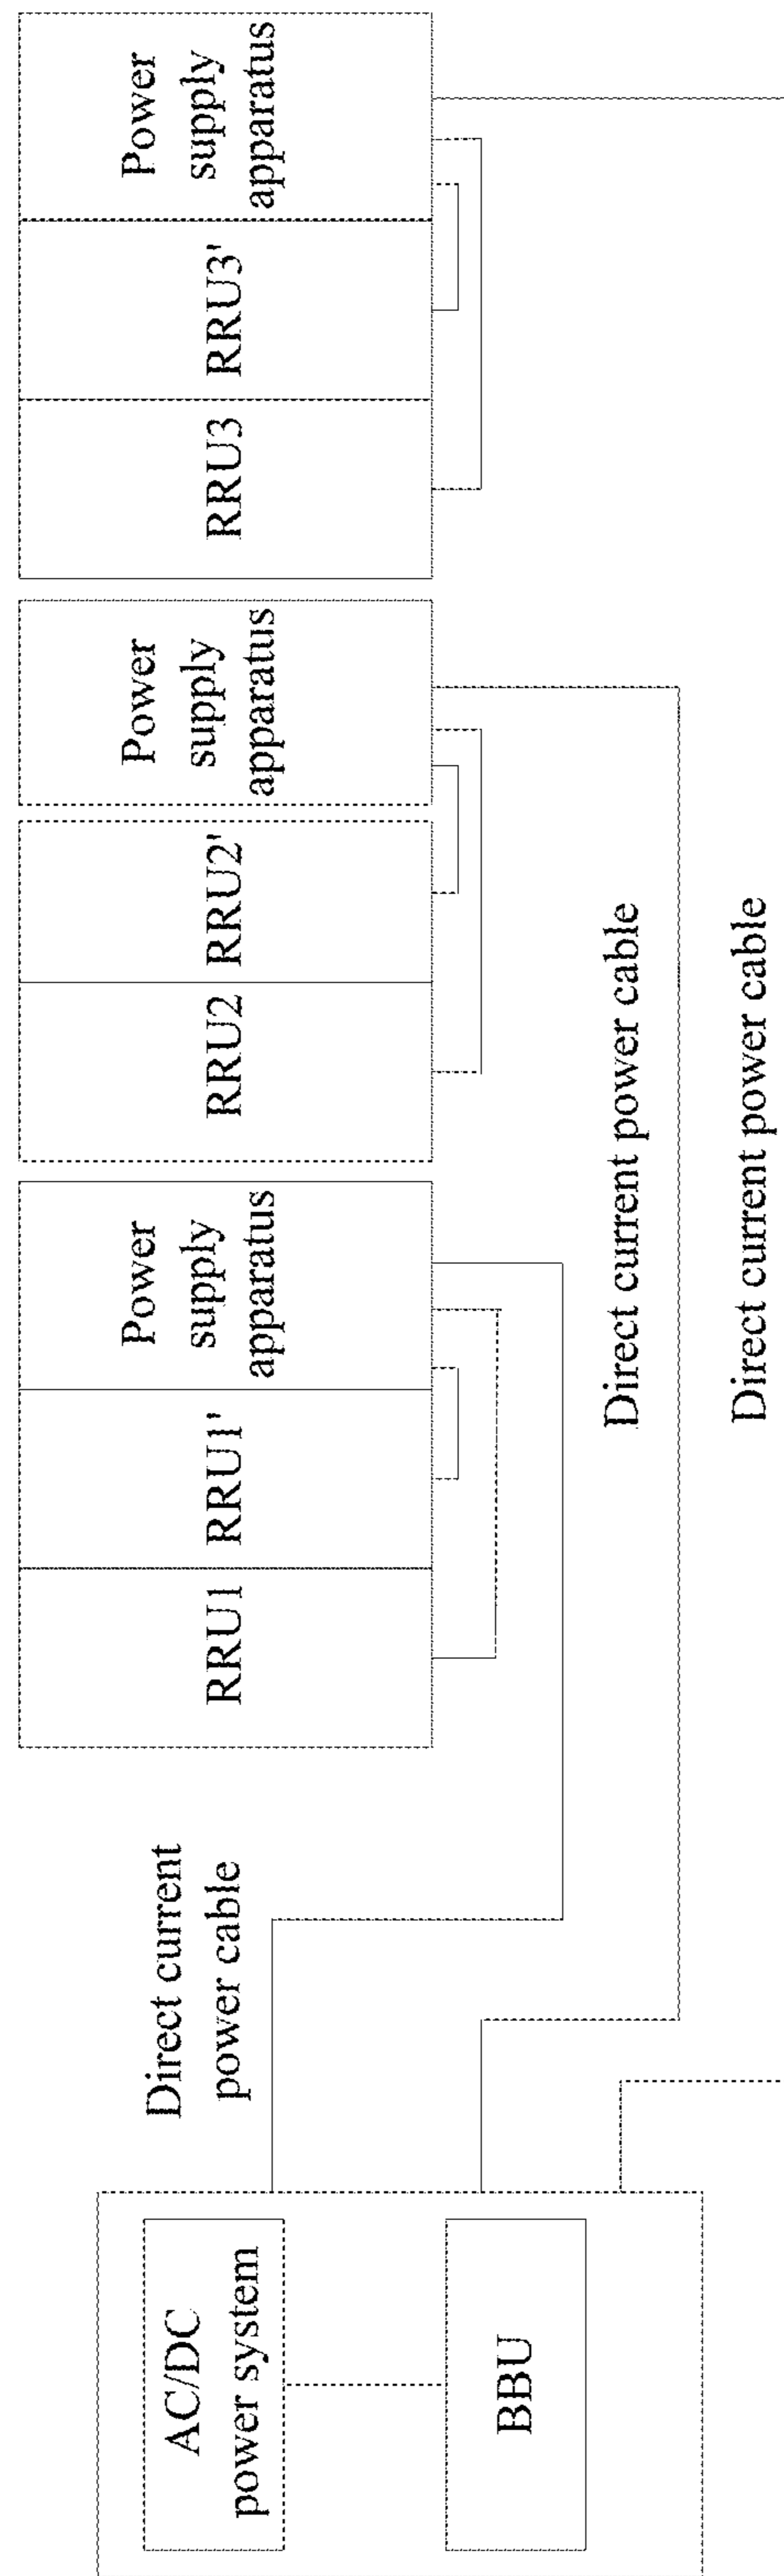 AC/DC
power system
BBU
Direct current
power cable
RRU1
RRU1'
Power
supply
apparatus
RRU2
RRU2'
Power
supply
apparatus
RRU3
RRU3'
Power
supply
apparatus
Direct current power cable
Direct current power cable